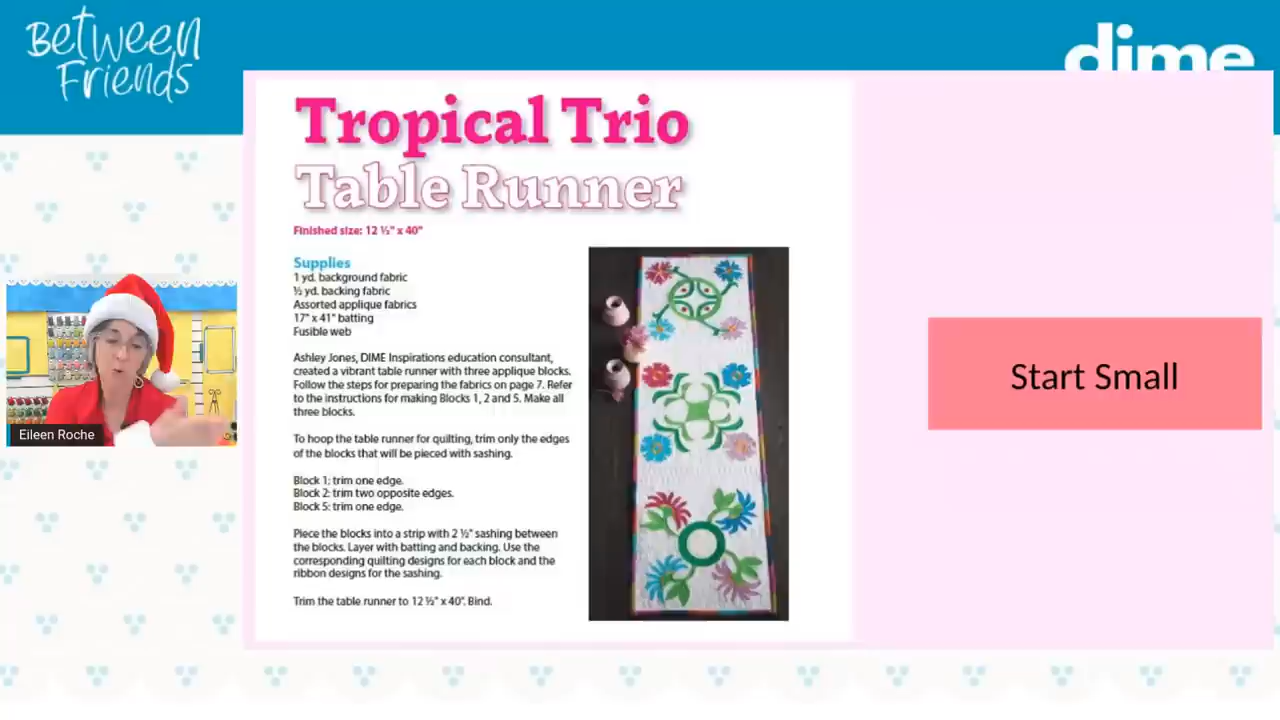 Between
Friends
dime
Tropical Trio
Table Runner
Finished size: 12 ½" x 40"
Supplies
1 yd. background fabric
½ yd. backing fabric
Assorted applique fabrics
17" x 41" batting
Fusible web
Ashley Jones, DIME Inspirations education consultant,
created a vibrant table runner with three applique blocks.
Follow the steps for preparing the fabrics on page 7. Refer
to the instructions for making Blocks 1, 2 and 5. Make all
three blocks.
To hoop the table runner for quilting, trim only the edges
of the blocks that will be pieced with sashing.
Block 1: trim one edge.
Block 2: trim two opposite edges.
Block 5: trim one edge.
Piece the blocks into a strip with 2 ½" sashing between
the blocks. Layer with batting and backing. Use the
corresponding quilting designs for each block and the
ribbon designs for the sashing.
Trim the table runner to 12 ½" x 40". Bind.
Start Small
Eileen Roche